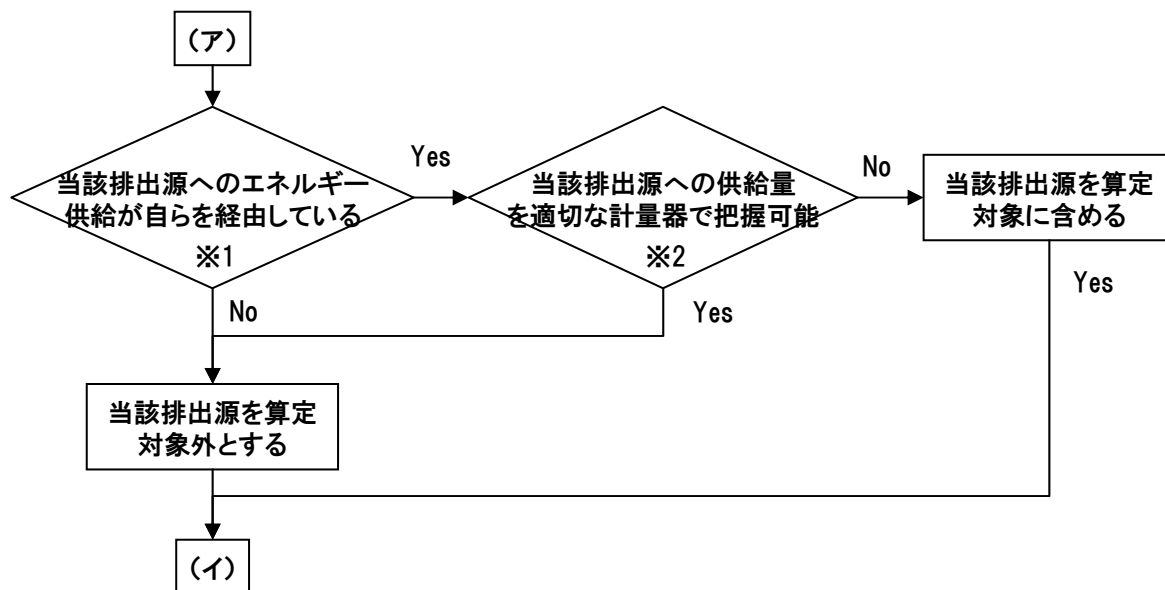 （ア）
当該排出源へのエネルギー
供給が自らを経由している
※1
Yes
当該排出源への供給量
を適切な計量器で把握可能
※2
No
当該排出源を算定
対象に含める
No
Yes
Yes
当該排出源を算定
対象外とする
（イ）